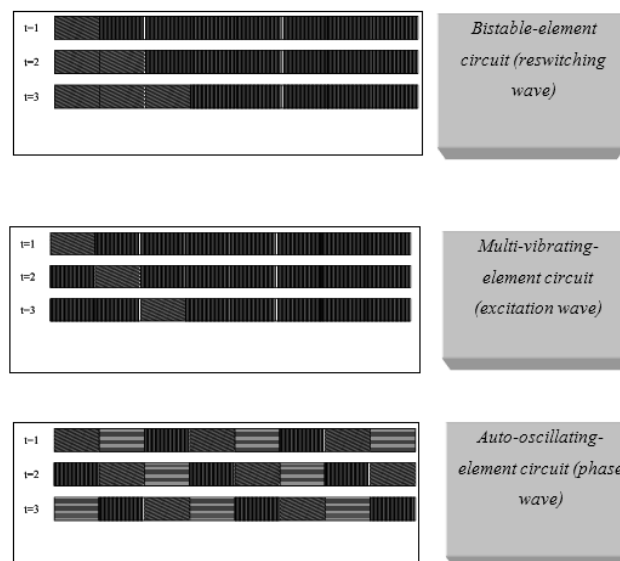 t=1
t=2
t=3
Bistable-element
circuit (reswitching
wave)
t=1
t=2
t=3
Multi-vibrating-
element circuit
(excitation wave)
t=1
t=2
t=3
Auto-oscillating-
element circuit (phase
wave)